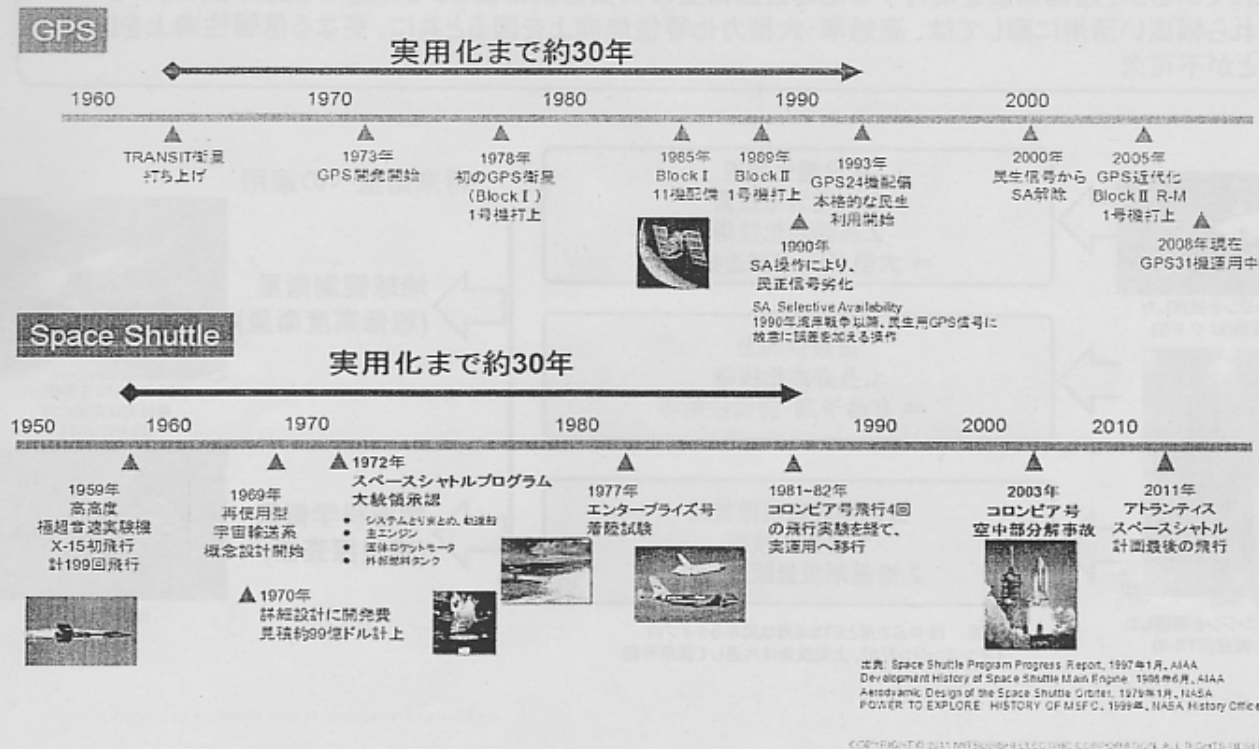 GPS
実用化まで約30年
1960 1970 1980 1990 2000
TRANSIT衛星
打ち上げ
1973年
GPS開発開始
1978年
初のGPS衛星
(BlockⅠ)
1号機打上
1985年
BlockⅠ
11機配備
1989年
BlockⅡ
1号機打上
1993年
GPS24機配備
本格的な民生
利用開始
1990年
SA操作により、
民正信号劣化
SA: Selective Availability
1990年湾岸戦争以降、民生用GPS信号に
故意に誤差を加える操作
2000年
民生信号から
SA解除
2005年
GPS近代化
BlockⅡ R-M
1号機打上
2008年現在
GPS31機運用中
Space Shuttle
実用化まで約30年
1950 1960 1970 1980 1990 2000 2010
1959年
高高度
極超音速実験機
X-15初飛行
計199回飛行
1969年
再使用型
宇宙輸送系
概念設計開始
1970年
詳細設計に開発費
見積約99億ドル計上
1972年
スペースシャトルプログラム
大統領承認
● システムとりまとめ、軌道船
● 主エンジン
● 固体ロケットモータ
● 外部燃料タンク
1977年
エンタープライズ号
着陸試験
1981~82年
コロンビア号飛行4回
の飛行実験を経て、
実運用へ移行
2003年
コロンビア号
空中部分解事故
2011年
アトランティス
スペースシャトル
計画最後の飛行
出典: Space Shuttle Program Progress Report, 1997年1月, AIAA
Development History of Space Shuttle Main Engine, 1986年6月, AIAA
Aerodynamic Design of the Space Shuttle Orbiter, 1979年1月, NASA
POWER TO EXPLORE: HISTORY OF MSFC, 1999年, NASA History Office
COPYRIGHT © 2011 MITSUBISHI ELECTRIC CORPORATION. ALL RIGHTS